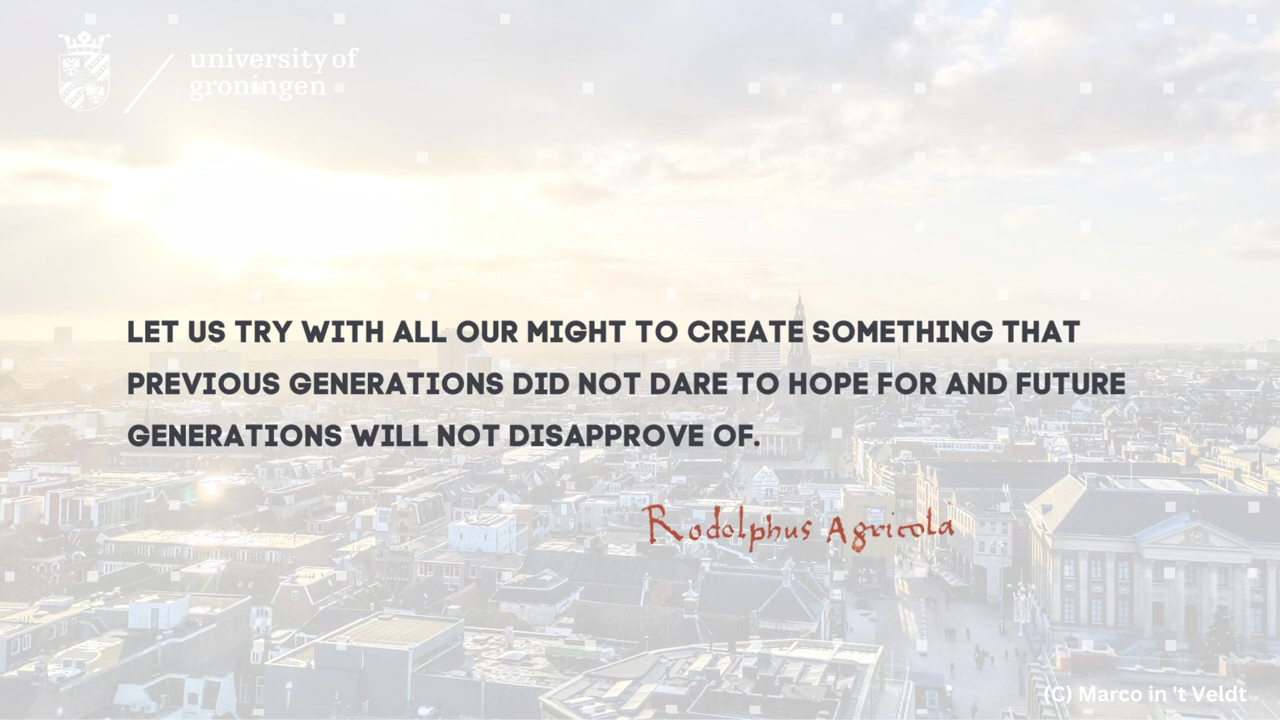 university of
groningen
LET US TRY WITH ALL OUR MIGHT TO CREATE SOMETHING THAT
PREVIOUS GENERATIONS DID NOT DARE TO HOPE FOR AND FUTURE
GENERATIONS WILL NOT DISAPPROVE OF.
Rodolphus Agricola
(C) Marco in 't Veldt